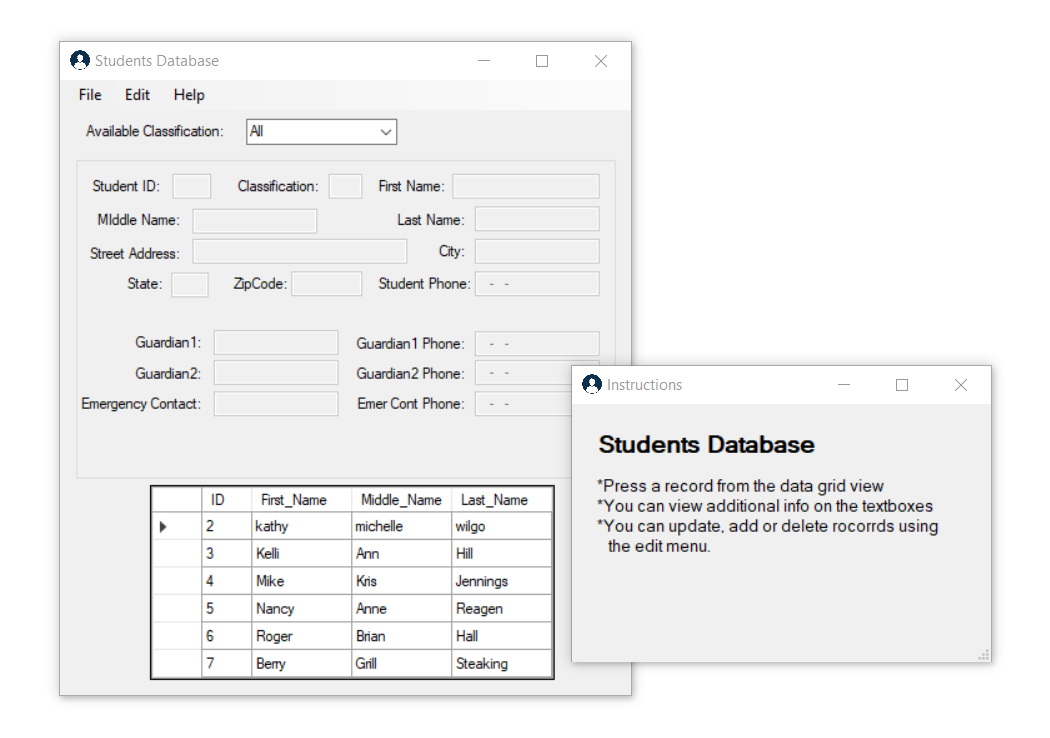 Students Database
File Edit Help
Available Classification: All
Student ID: Classification: First Name:
MIddle Name: Last Name:
Street Address: City:
State: ZipCode: Student Phone: - -
Guardian1: Guardian1 Phone: - -
Guardian2: Guardian2 Phone: - -
Emergency Contact: Emer Cont Phone: - -
ID First_Name Middle_Name Last_Name
2 kathy michelle wilgo
3 Kelli Ann Hill
4 Mike Kris Jennings
5 Nancy Anne Reagen
6 Roger Brian Hall
7 Berry Grill Steaking
Instructions
Students Database
*Press a record from the data grid view
*You can view additional info on the textboxes
*You can update, add or delete rocorrds using
the edit menu.